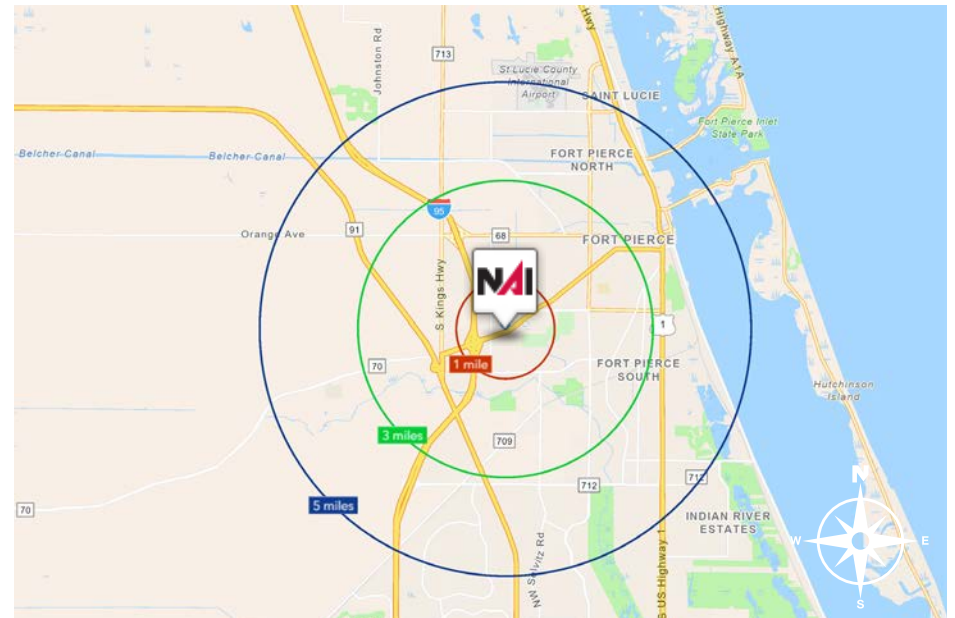 Hwy
Highway A1A
Johnston Rd
713
St Lucie County
International
Airport
SAINT LUCIE
Fort Pierce Inlet
State Park
Belcher Canal
Belcher Canal
FORT PIERCE
NORTH
95
91
Orange Ave
68
FORT PIERCE
S Kings Hwy
NAI
1
1 mile
70
FORT PIERCE
SOUTH
Hutchinson
Island
3 miles
709
712
712
5 miles
70
INDIAN RIVER
ESTATES
NW Selvitz Rd
S US Highway 1
N
W
E
S